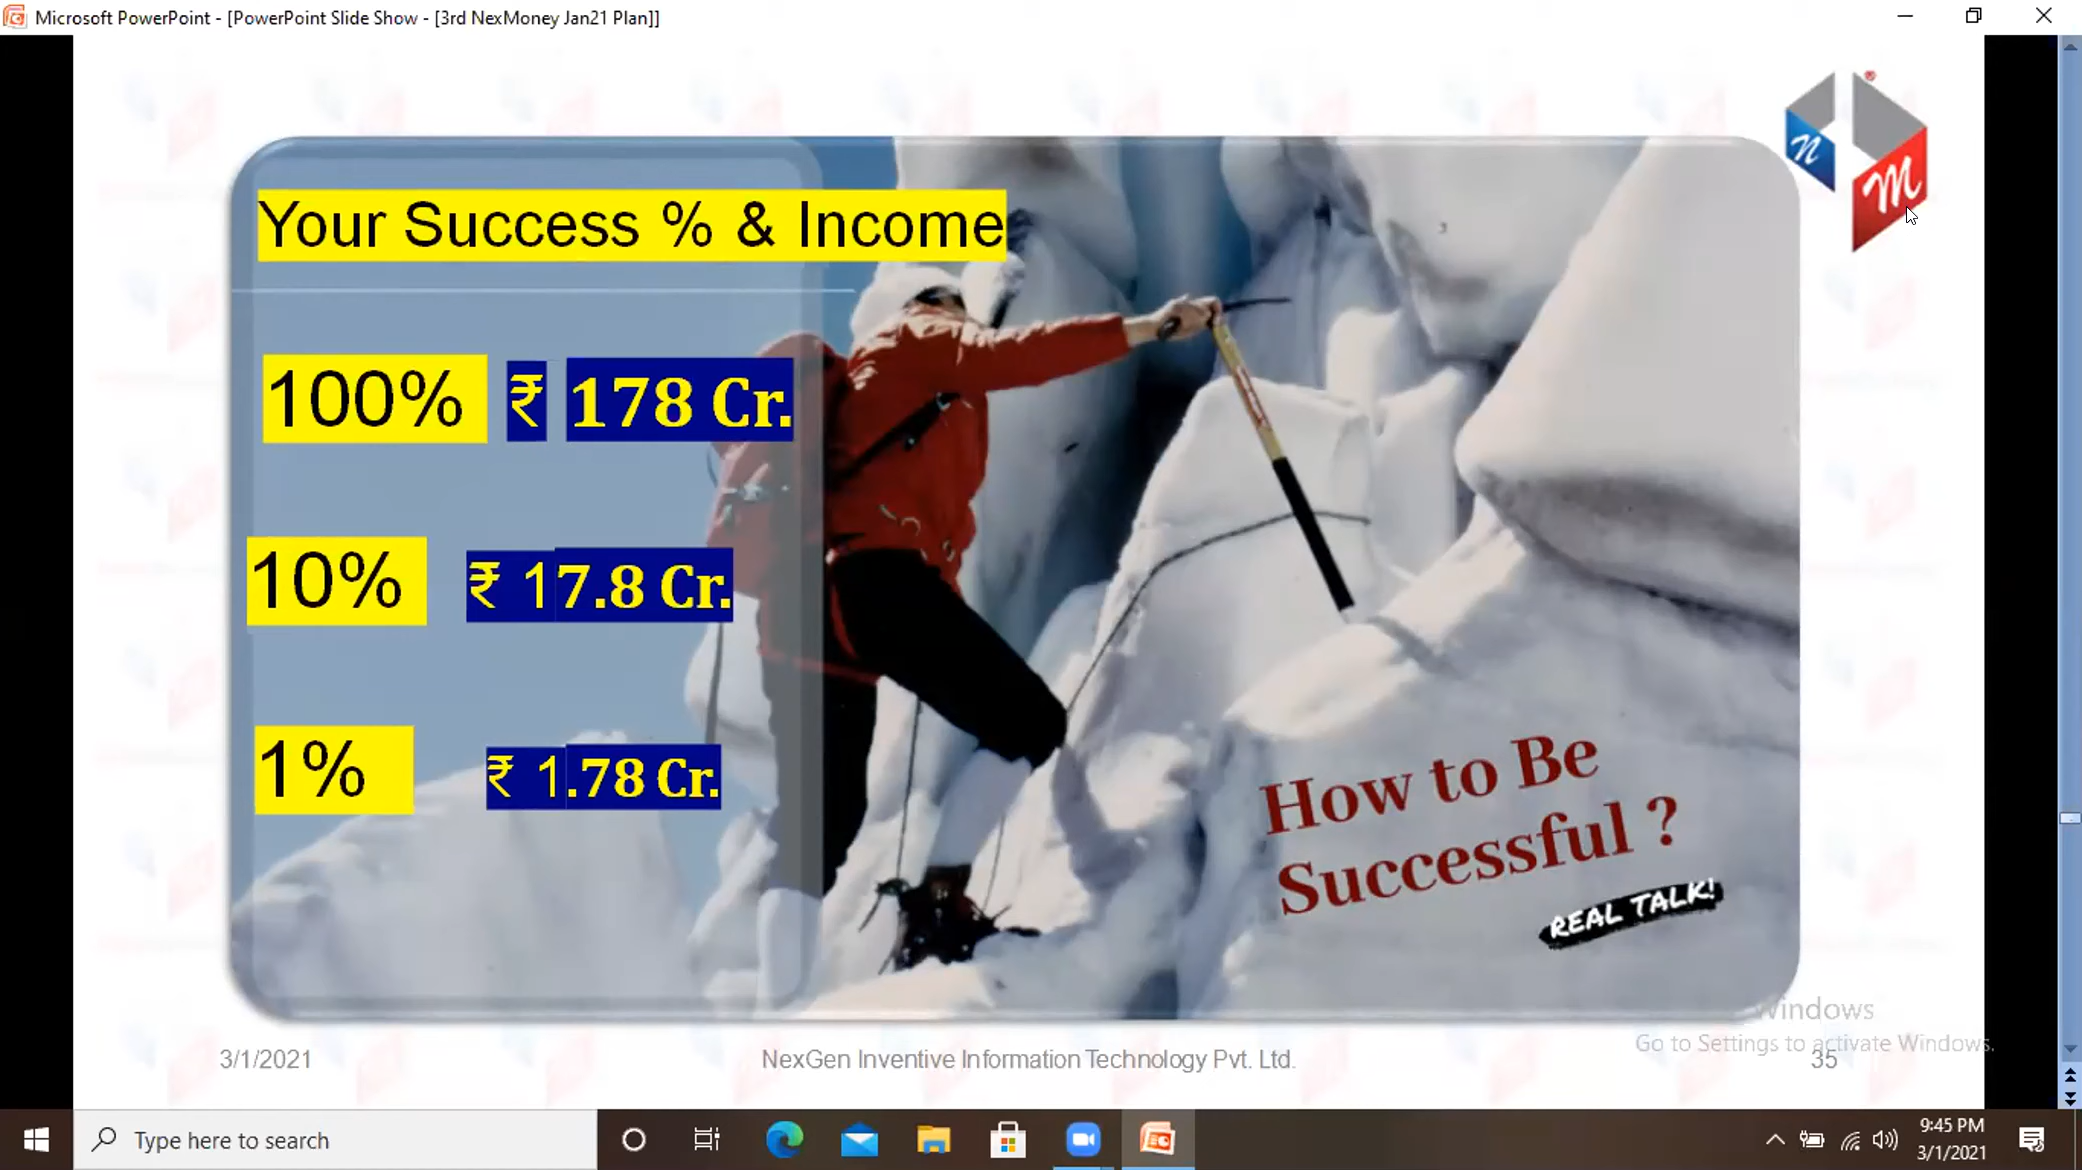 Microsoft PowerPoint - [PowerPoint Slide Show - [3rd NexMoney Jan21 Plan]]
n
M
Your Success % & Income
100% ₹ 178 Cr.
10% ₹ 17.8 Cr.
1% ₹ 1.78 Cr.
How to Be
Successful ?
REAL TALK!
Windows
Go to Settings to activate Windows.
3/1/2021
NexGen Inventive Information Technology Pvt. Ltd.
35
Type here to search
9:45 PM
3/1/2021